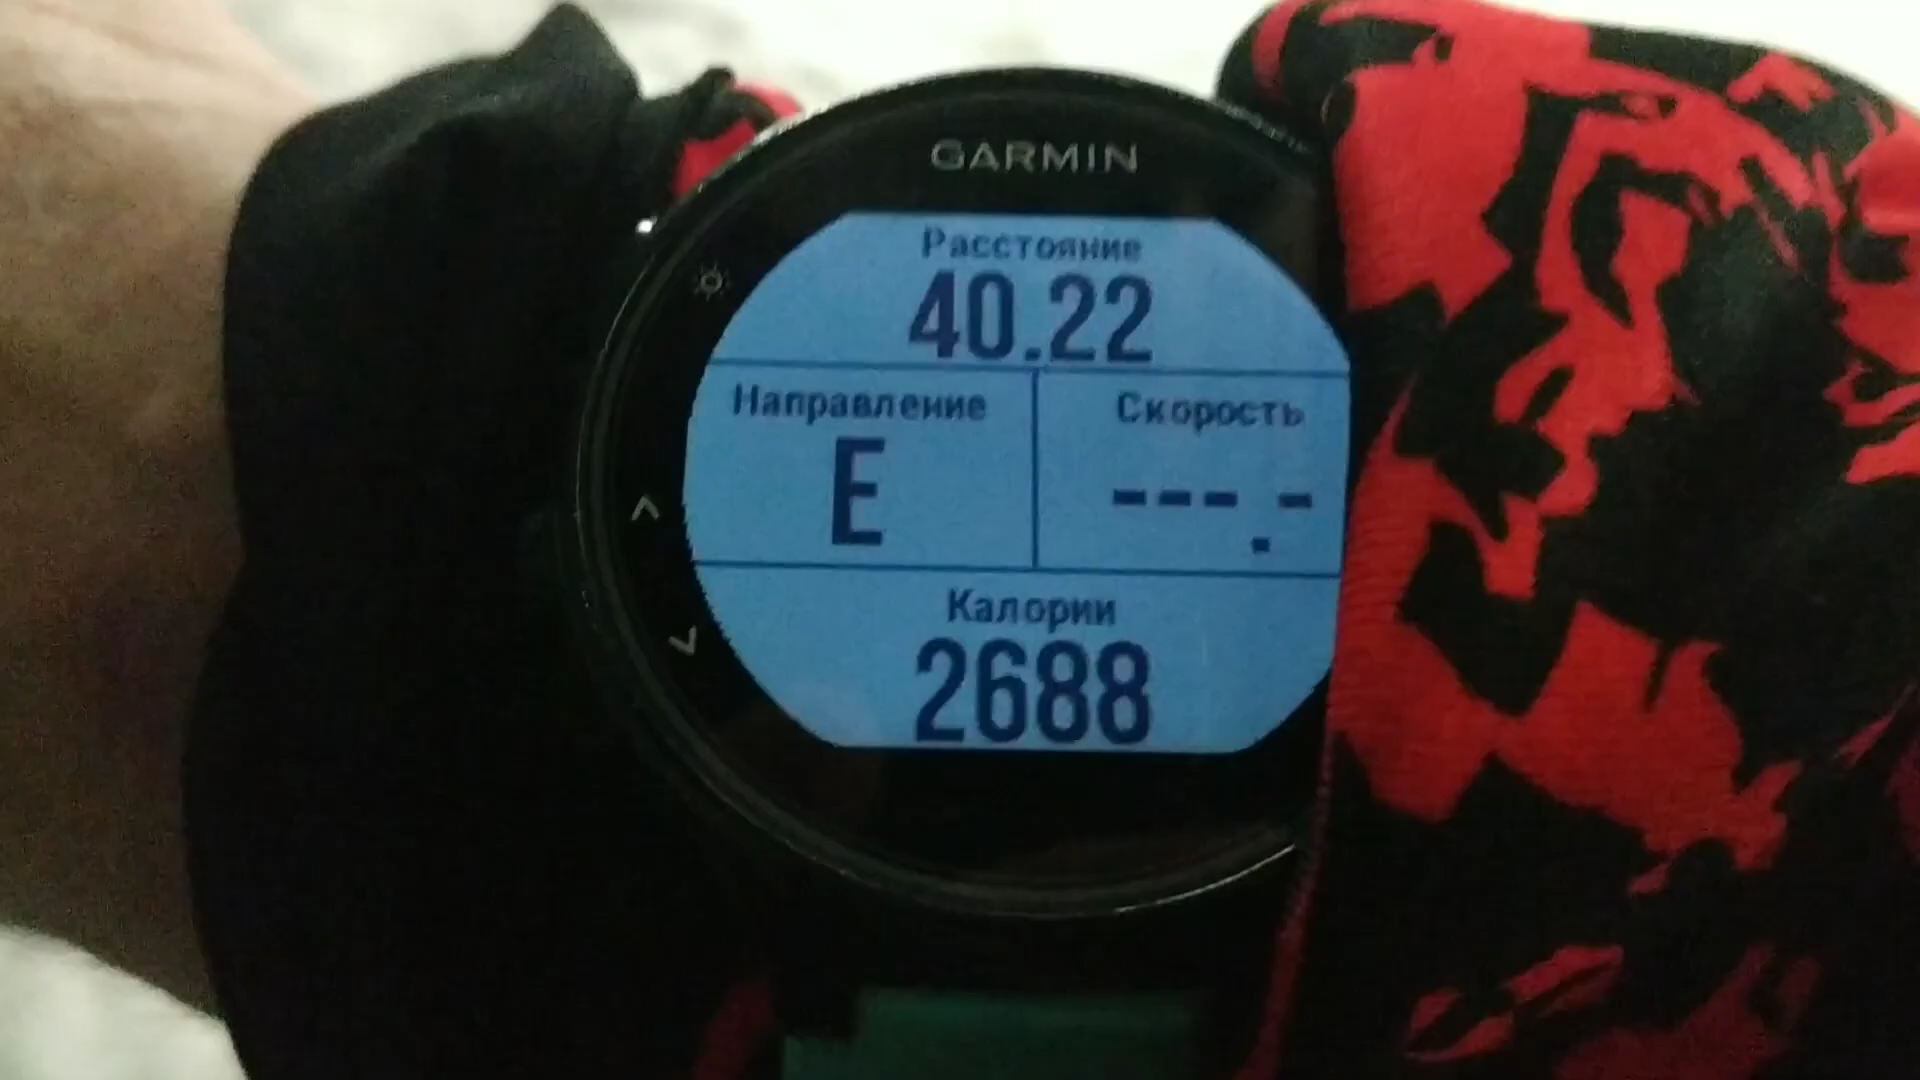 GARMIN
Расстояние
40.22
Направление
Скорость
E
---.-
Калории
2688